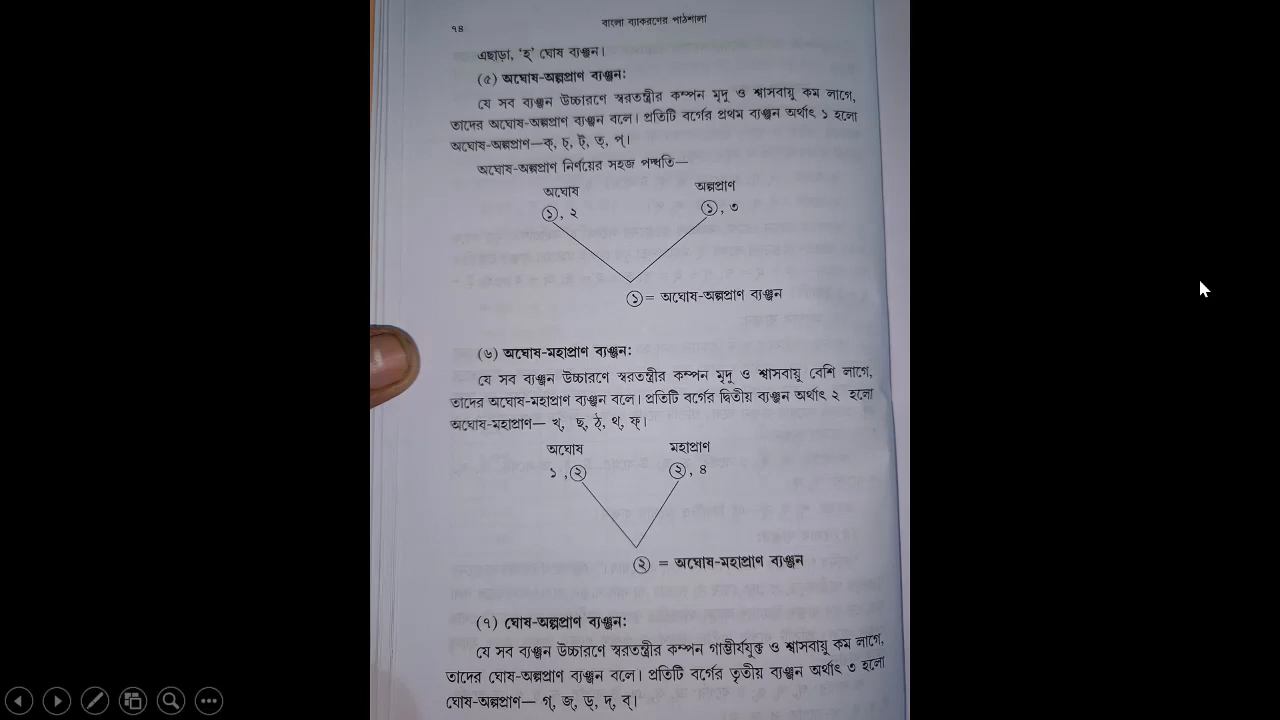 ৭৪
বাংলা ব্যাকরণের পাঠশালা
এছাড়া, 'হ্' ঘোষ ব্যঞ্জন।
(৫) অঘোষ-অল্পপ্রাণ ব্যঞ্জন:
যে সব ব্যঞ্জন উচ্চারণে স্বরতন্ত্রীর কম্পন মৃদু ও শ্বাসবায়ু কম লাগে,
তাদের অঘোষ-অল্পপ্রাণ ব্যঞ্জন বলে। প্রতিটি বর্গের প্রথম ব্যঞ্জন অর্থাৎ ১ হলো
অঘোষ-অল্পপ্রাণ—ক্, চ্, ট্, ত্, প্।
অঘোষ-অল্পপ্রাণ নির্ণয়ের সহজ পদ্ধতি—
অঘোষ অল্পপ্রাণ
১, ২ ১, ৩
১ = অঘোষ-অল্পপ্রাণ ব্যঞ্জন
(৬) অঘোষ-মহাপ্রাণ ব্যঞ্জন:
যে সব ব্যঞ্জন উচ্চারণে স্বরতন্ত্রীর কম্পন মৃদু ও শ্বাসবায়ু বেশি লাগে,
তাদের অঘোষ-মহাপ্রাণ ব্যঞ্জন বলে। প্রতিটি বর্গের দ্বিতীয় ব্যঞ্জন অর্থাৎ ২ হলো
অঘোষ-মহাপ্রাণ— খ্, ছ্, ঠ্, থ্, ফ্।
অঘোষ মহাপ্রাণ
১ , ২ ২, ৪
২ = অঘোষ-মহাপ্রাণ ব্যঞ্জন
(৭) ঘোষ-অল্পপ্রাণ ব্যঞ্জন:
যে সব ব্যঞ্জন উচ্চারণে স্বরতন্ত্রীর কম্পন গাম্ভীর্যযুক্ত ও শ্বাসবায়ু কম লাগে,
তাদের ঘোষ-অল্পপ্রাণ ব্যঞ্জন বলে। প্রতিটি বর্গের তৃতীয় ব্যঞ্জন অর্থাৎ ৩ হলো
ঘোষ-অল্পপ্রাণ— গ্, জ্, ড্, দ্, ব্।